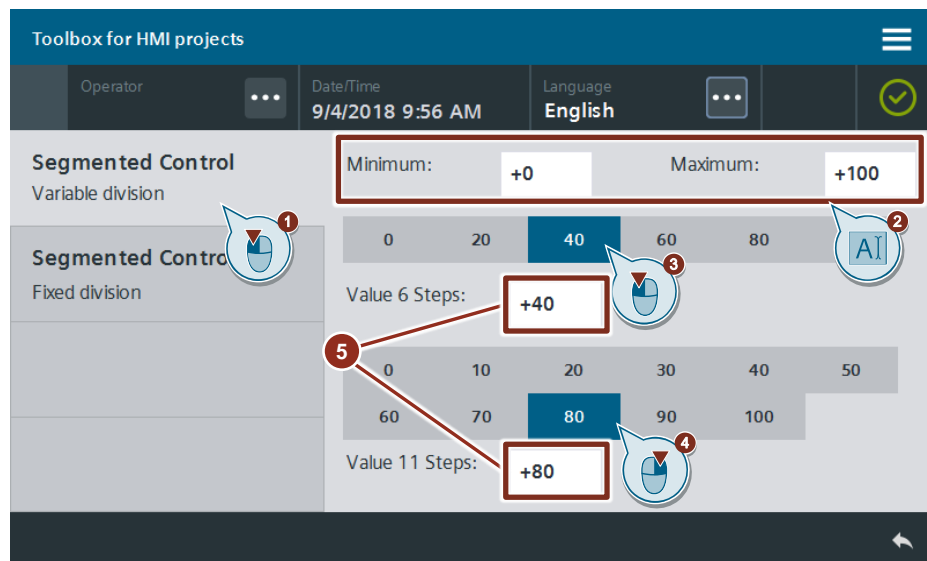 Toolbox for HMI projects
Operator
Date/Time
Language
9/4/2018 9:56 AM
English
Segmented Control
Variable division
Minimum:
+0
Maximum:
+100
1
2
0 20 40 60 80
A
3
Segmented Contro
Fixed division
Value 6 Steps:
+40
5
0 10 20 30 40 50
60 70 80 90 100
4
Value 11 Steps:
+80